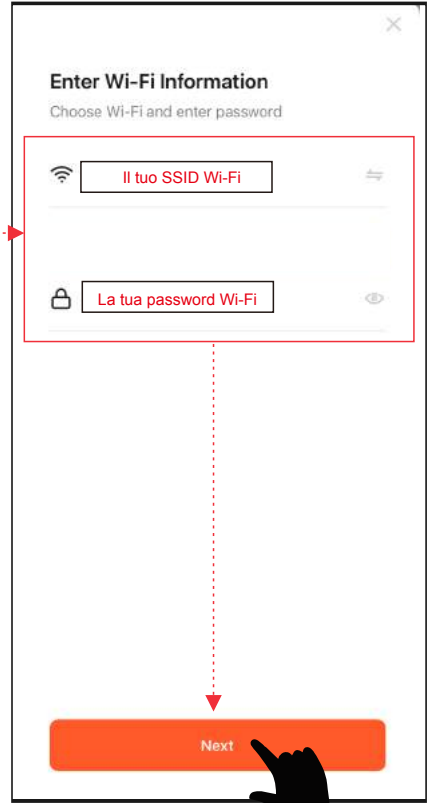 Enter Wi-Fi Information
Choose Wi-Fi and enter password
Il tuo SSID Wi-Fi
La tua password Wi-Fi
Next